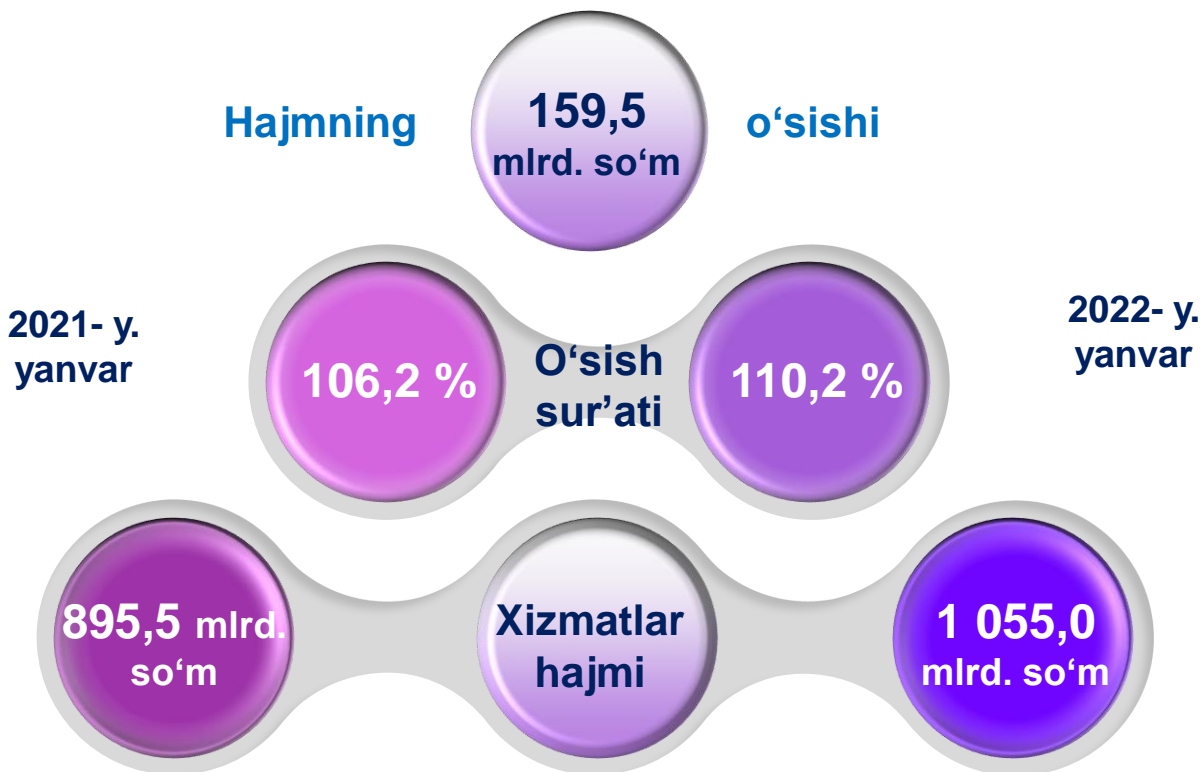 Hajmning
159,5
mlrd. so‘m
o‘sishi
2021- y.
yanvar
106,2 %
O‘sish
sur’ati
110,2 %
2022- y.
yanvar
895,5 mlrd.
so‘m
Xizmatlar
hajmi
1 055,0
mlrd. so‘m